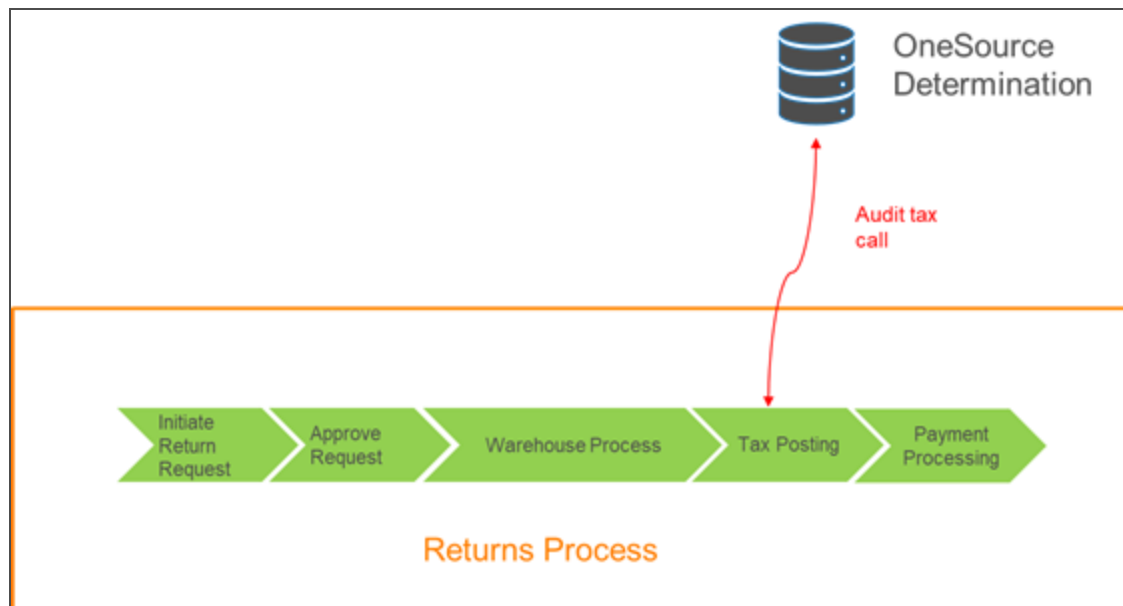 OneSource
Determination
Audit tax
call
Initiate
Return
Request
Approve
Request
Warehouse Process
Tax Posting
Payment
Processing
Returns Process